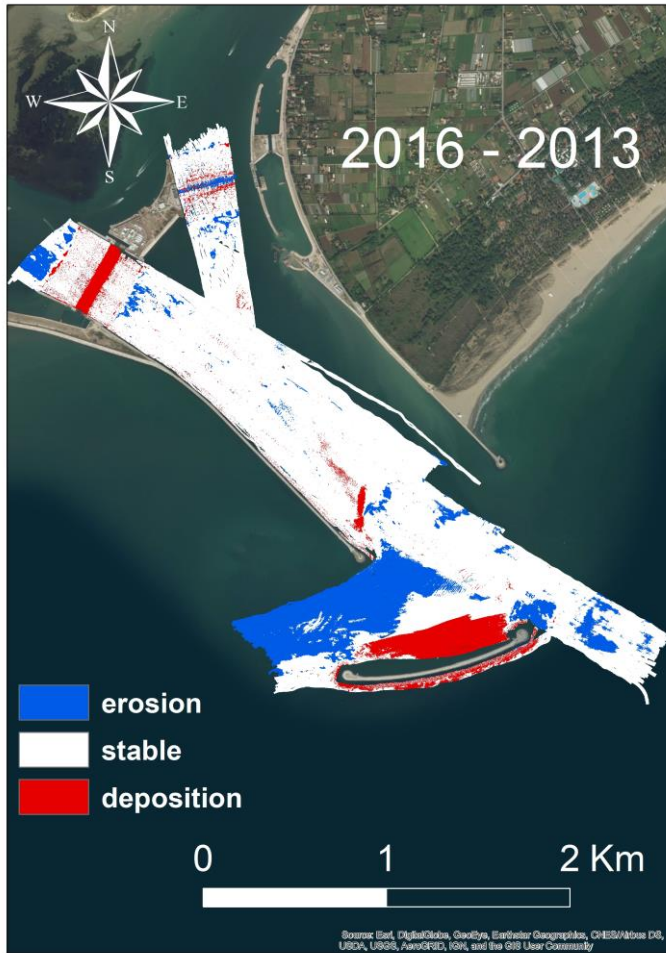 N
W E
S
2016 - 2013
erosion
stable
deposition
0 1 2 Km
Source: Esri, DigitalGlobe, GeoEye, Earthstar Geographics, CNES/Airbus DS,
USDA, USGS, AeroGRID, IGN, and the GIS User Community